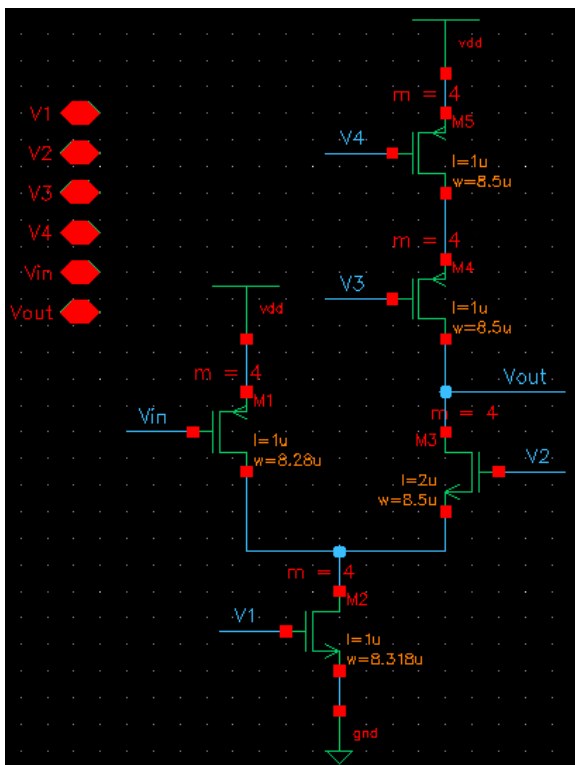 vdd
m = 4
M5
V4
l=1u
w=8.5u
m = 4
M4
V3
l=1u
w=8.5u
V1
V2
V3
V4
Vin
Vout
vdd
m = 4
M1
Vin
l=1u
w=8.28u
Vout
m = 4
M3
V2
l=2u
w=8.5u
m = 4
M2
V1
l=1u
w=8.318u
gnd